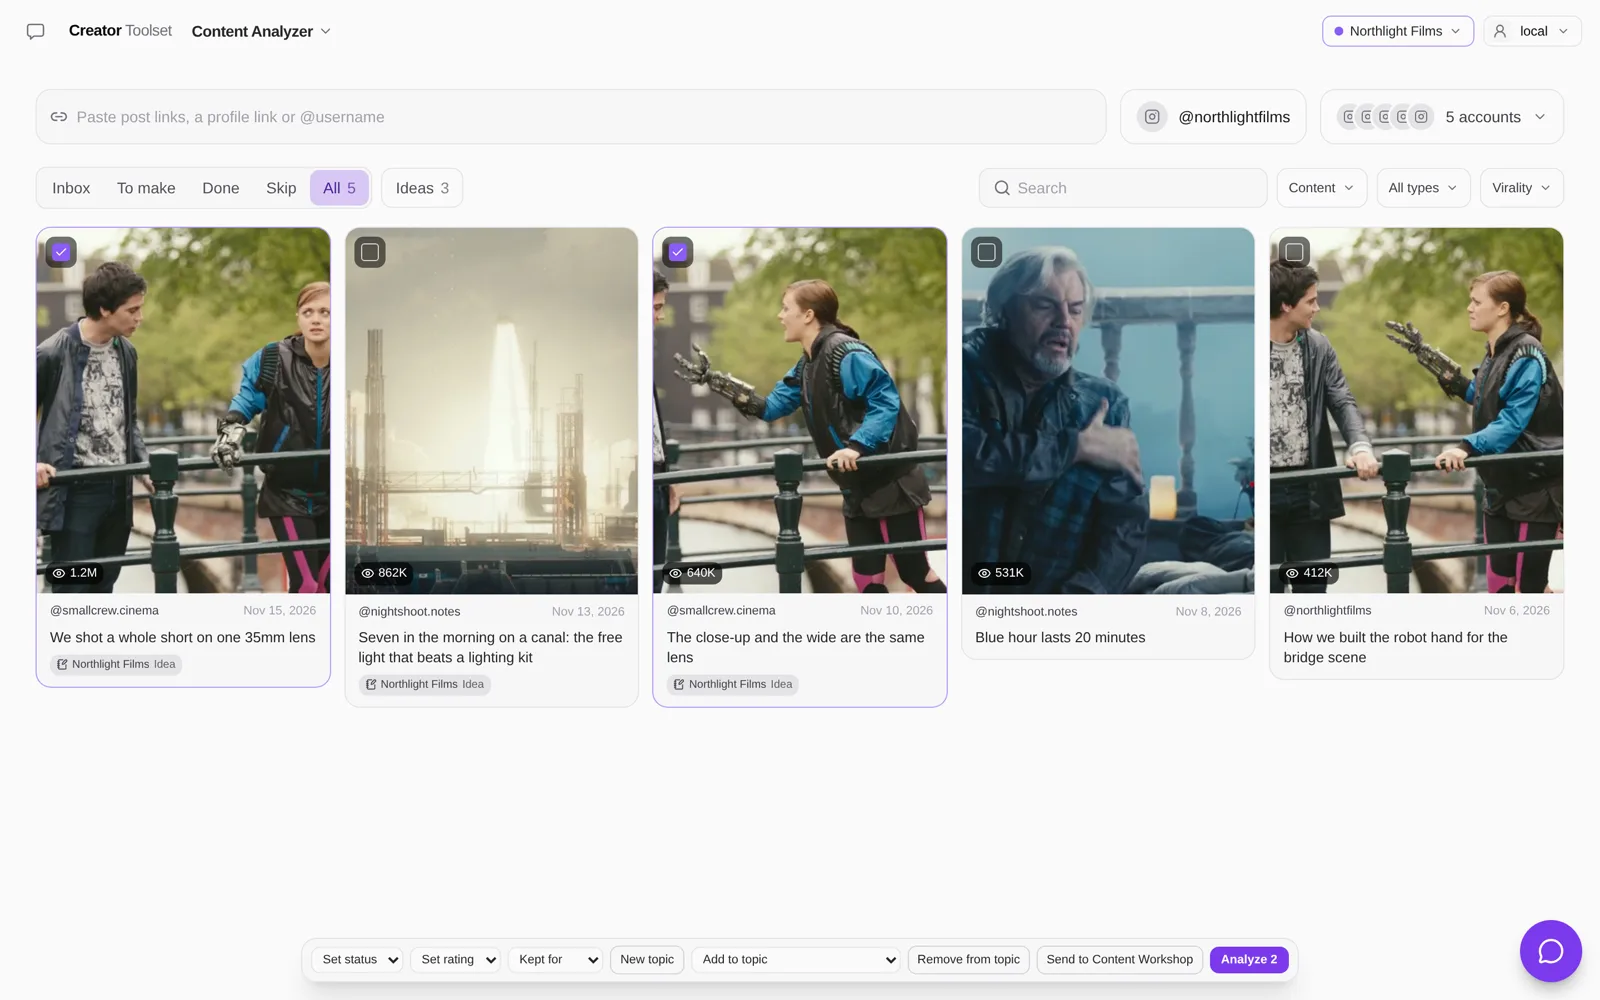 Creator Toolset
Content Analyzer
Northlight Films
local
Paste post links, a profile link or @username
@northlightfilms
5 accounts
Inbox
To make
Done
Skip
All 5
Ideas 3
Search
Content
All types
Virality
1.2M
862K
640K
531K
412K
@smallcrew.cinema
Nov 15, 2026
We shot a whole short on one 35mm lens
Northlight Films Idea
@nightshoot.notes
Nov 13, 2026
Seven in the morning on a canal: the free
light that beats a lighting kit
Northlight Films Idea
@smallcrew.cinema
Nov 10, 2026
The close-up and the wide are the same
lens
Northlight Films Idea
@nightshoot.notes
Nov 8, 2026
Blue hour lasts 20 minutes
@northlightfilms
Nov 6, 2026
How we built the robot hand for the
bridge scene
Set status
Set rating
Kept for
New topic
Add to topic
Remove from topic
Send to Content Workshop
Analyze 2